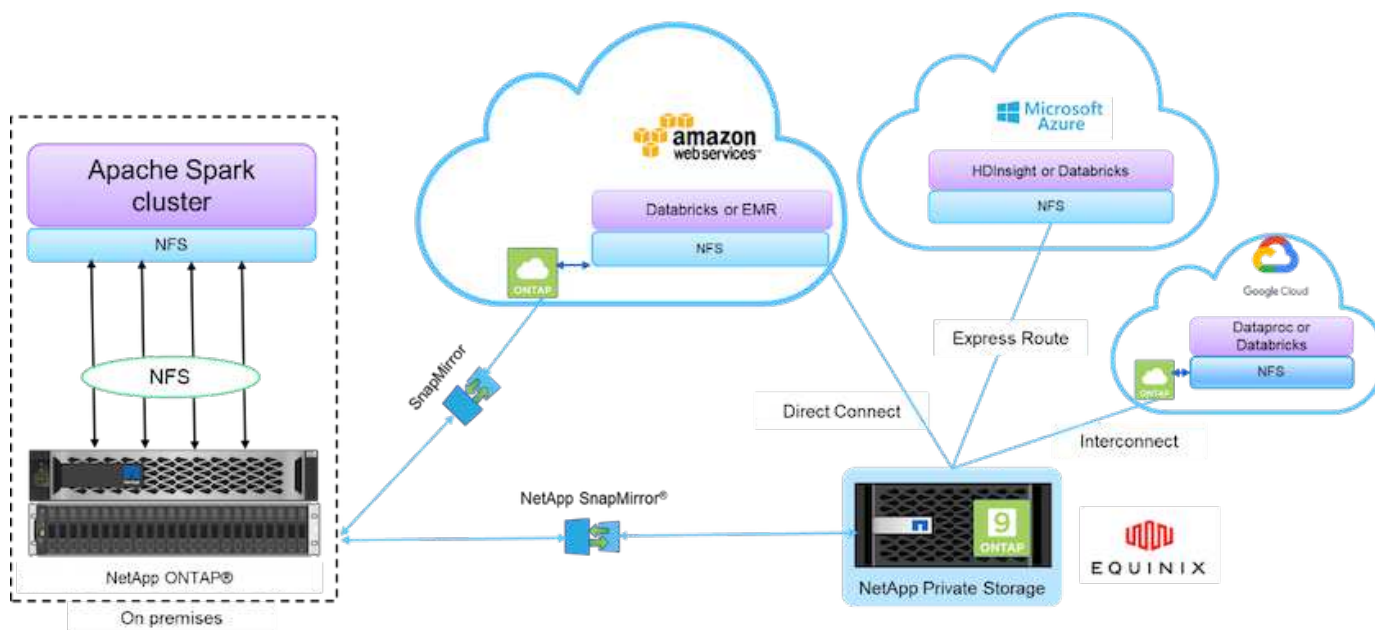 Apache Spark
cluster
NFS
NFS
NetApp ONTAP®
On premises
amazon
webservices™
Databricks or EMR
NFS
ONTAP
SnapMirror
NetApp SnapMirror®
Microsoft
Azure
HDInsight or Databricks
NFS
Express Route
Direct Connect
Interconnect
Google Cloud
Dataproc or
Databricks
NFS
ONTAP
9
ONTAP
NetApp Private Storage
EQUINIX